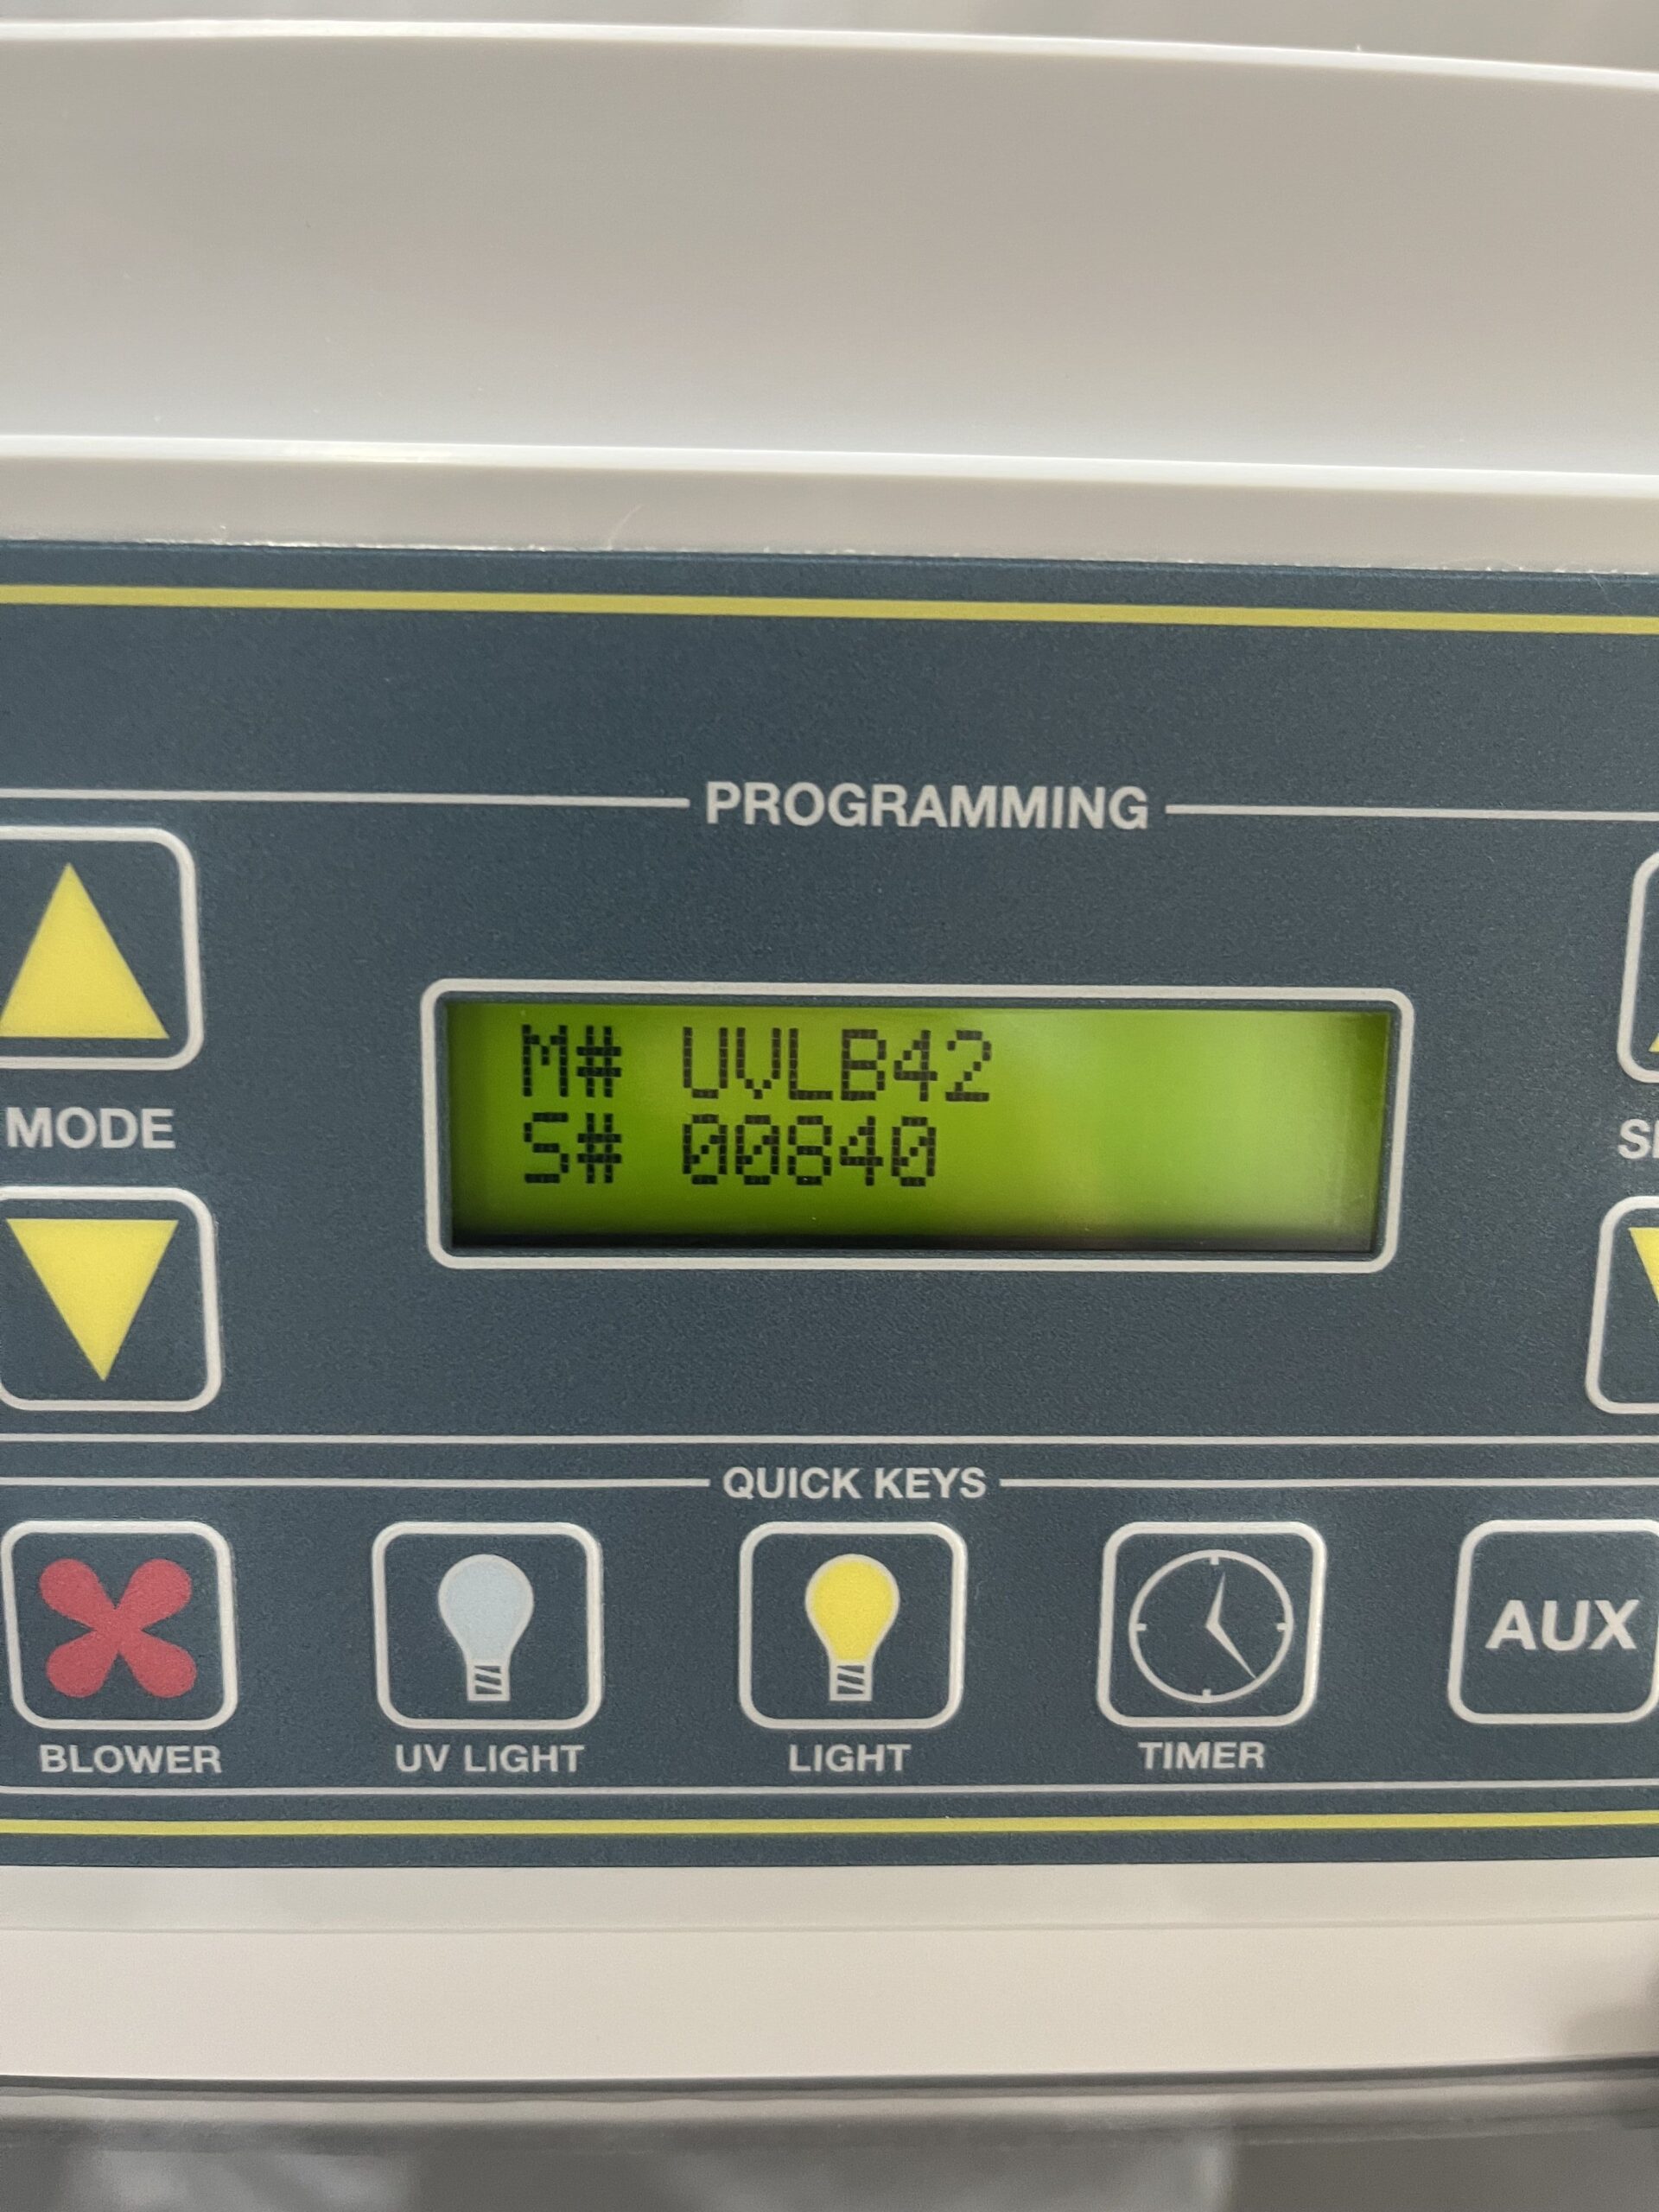 PROGRAMMING
M# UVLB42
S# 00840
MODE
QUICK KEYS
AUX
BLOWER
UV LIGHT
LIGHT
TIMER